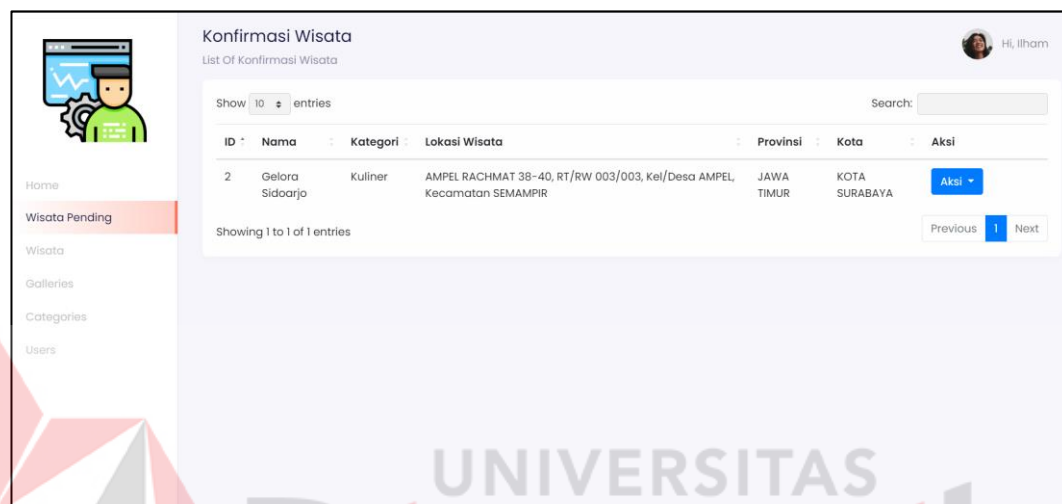 Konfirmasi Wisata
List Of Konfirmasi Wisata
Hi, Ilham
Home
Wisata Pending
Wisata
Galleries
Categories
Users
Show 10 entries
Search:
ID Nama Kategori Lokasi Wisata Provinsi Kota Aksi
2 Gelora Kuliner AMPEL RACHMAT 38-40, RT/RW 003/003, Kel/Desa AMPEL, JAWA KOTA Aksi
Sidoarjo Kecamatan SEMAMPIR TIMUR SURABAYA
Showing 1 to 1 of 1 entries
Previous 1 Next
UNIVERSITAS